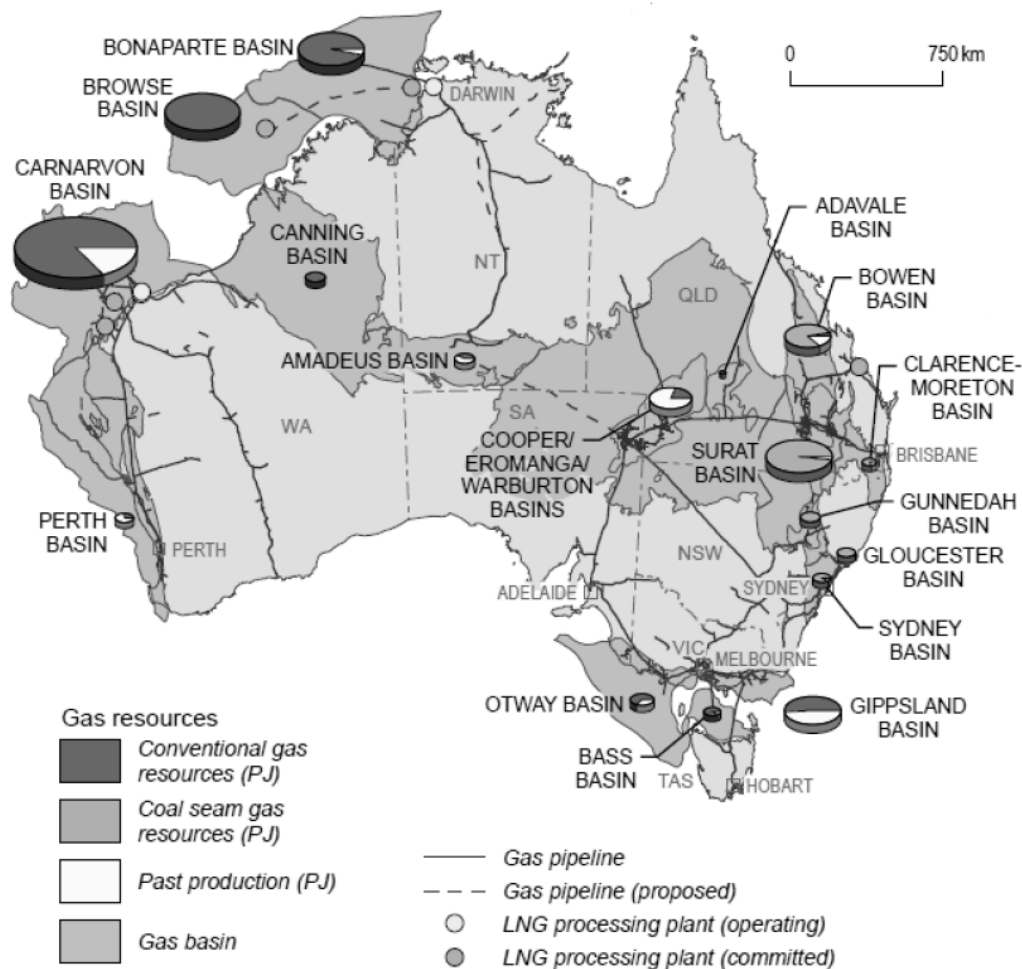 BONAPARTE BASIN
0 750 km
BROWSE
BASIN
DARWIN
CARNARVON
BASIN
ADAVALE
BASIN
CANNING
BASIN
NT
QLD
BOWEN
BASIN
AMADEUS BASIN
CLARENCE-
MORETON
BASIN
WA
SA
COOPER/
EROMANGA/
WARBURTON
BASINS
SURAT
BASIN
BRISBANE
GUNNEDAH
BASIN
PERTH
BASIN
PERTH
NSW
GLOUCESTER
BASIN
ADELAIDE
SYDNEY
SYDNEY
BASIN
VIC
MELBOURNE
OTWAY BASIN
GIPPSLAND
BASIN
BASS
BASIN
TAS
HOBART
Gas resources
Conventional gas
resources (PJ)
Coal seam gas
resources (PJ)
Past production (PJ)
Gas basin
Gas pipeline
Gas pipeline (proposed)
LNG processing plant (operating)
LNG processing plant (committed)